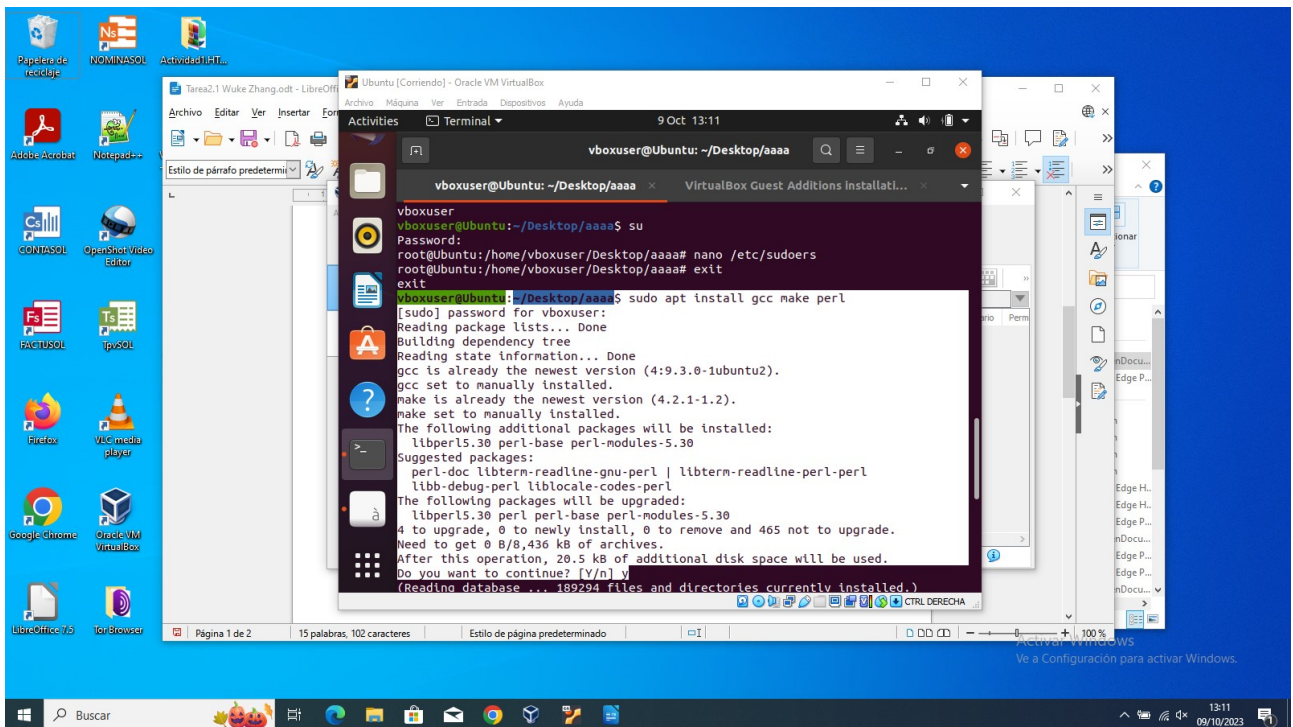 Papelera de
reciclaje
NOMINASOL
Actividad1.HT...
Adobe Acrobat
Notepad++
CONTASOL
OpenShot Video
Editor
FACTUSOL
TpvSOL
Firefox
VLC media
player
Google Chrome
Oracle VM
VirtualBox
LibreOffice 7.5
Tor Browser
Tarea2.1 Wuke Zhang.odt - LibreOffi
Archivo Editar Ver Insertar For
Estilo de párrafo predetermi
Ubuntu [Corriendo] - Oracle VM VirtualBox
Archivo Máquina Ver Entrada Dispositivos Ayuda
Activities Terminal 9 Oct 13:11
vboxuser@Ubuntu: ~/Desktop/aaaa
vboxuser@Ubuntu: ~/Desktop/aaaa × VirtualBox Guest Additions installati... ×
vboxuser
vboxuser@Ubuntu:~/Desktop/aaaa$ su
Password:
root@Ubuntu:/home/vboxuser/Desktop/aaaa# nano /etc/sudoers
root@Ubuntu:/home/vboxuser/Desktop/aaaa# exit
exit
vboxuser@Ubuntu:~/Desktop/aaaa$ sudo apt install gcc make perl
[sudo] password for vboxuser:
Reading package lists... Done
Building dependency tree
Reading state information... Done
gcc is already the newest version (4:9.3.0-1ubuntu2).
gcc set to manually installed.
make is already the newest version (4.2.1-1.2).
make set to manually installed.
The following additional packages will be installed:
libperl5.30 perl-base perl-modules-5.30
Suggested packages:
perl-doc libterm-readline-gnu-perl | libterm-readline-perl-perl
libb-debug-perl liblocale-codes-perl
The following packages will be upgraded:
libperl5.30 perl perl-base perl-modules-5.30
4 to upgrade, 0 to newly install, 0 to remove and 465 not to upgrade.
Need to get 0 B/8,436 kB of archives.
After this operation, 20.5 kB of additional disk space will be used.
Do you want to continue? [Y/n] y
(Reading database ... 189294 files and directories currently installed.)
CTRL DERECHA
ionar
ario Perm
nDocu...
Edge P...
Edge H..
Edge P...
nDocu...
Edge P...
Edge P...
nDocu...
Página 1 de 2 15 palabras, 102 caracteres Estilo de página predeterminado 100 %
Activar Windows
Ve a Configuración para activar Windows.
Buscar
13:11
09/10/2023